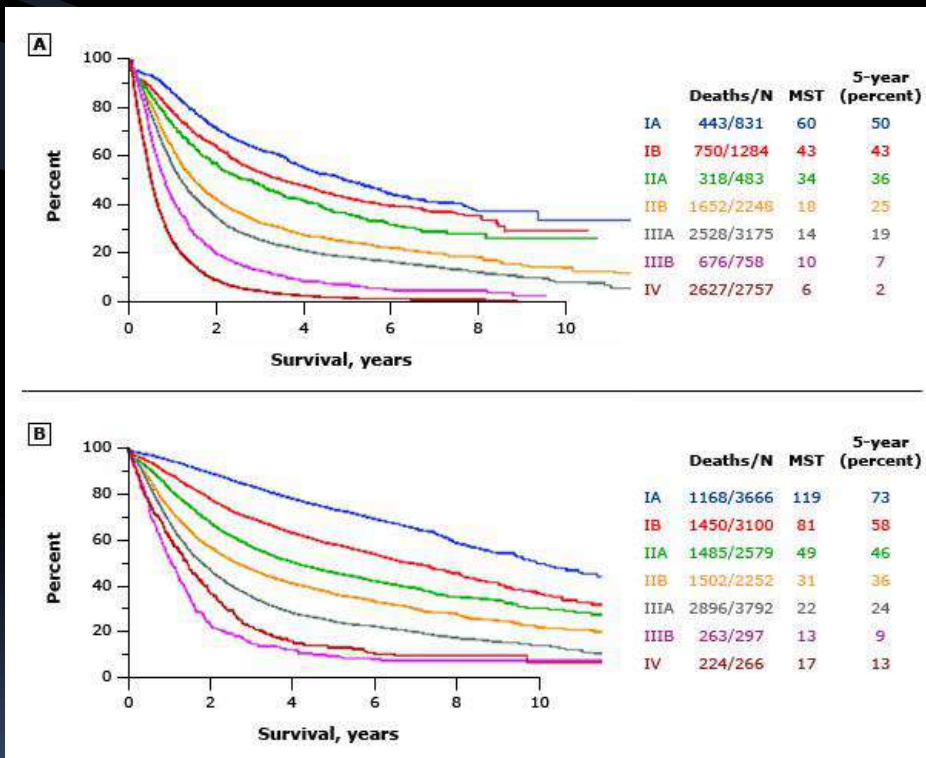 A
100
80
60
40
20
0
Percent
0 2 4 6 8 10
Survival, years
5-year
Deaths/N MST (percent)
IA 443/831 60 50
IB 750/1284 43 43
IIA 318/483 34 36
IIB 1652/2248 18 25
IIIA 2528/3175 14 19
IIIB 676/758 10 7
IV 2627/2757 6 2
B
100
80
60
40
20
0
Percent
0 2 4 6 8 10
Survival, years
5-year
Deaths/N MST (percent)
IA 1168/3666 119 73
IB 1450/3100 81 58
IIA 1485/2579 49 46
IIB 1502/2252 31 36
IIIA 2896/3792 22 24
IIIB 263/297 13 9
IV 224/266 17 13